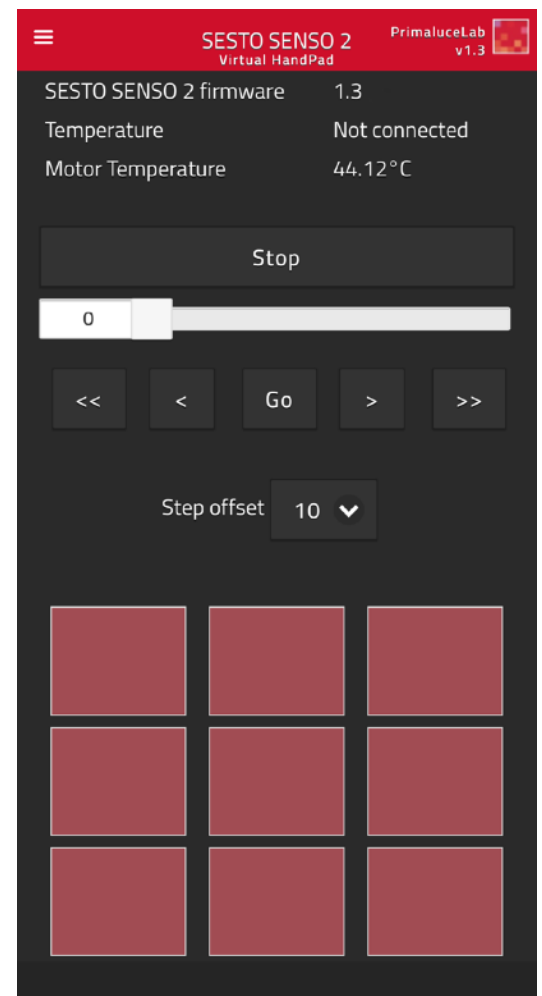 SESTO SENSO 2
Virtual HandPad
PrimaluceLab
v1.3
SESTO SENSO 2 firmware 1.3
Temperature Not connected
Motor Temperature 44.12°C
Stop
0
<< < Go > >>
Step offset 10